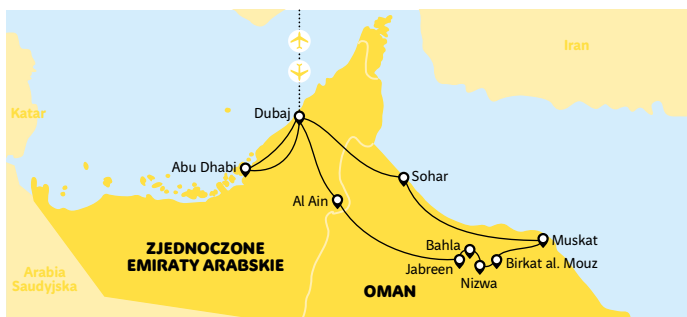 Iran
Katar
Dubaj
Abu Dhabi
Sohar
Al Ain
ZJEDNOCZONE
EMIRATY ARABSKIE
Bahla
Muskat
Jabreen
Birkat al. Mouz
Nizwa
Arabia
Saudyjska
OMAN